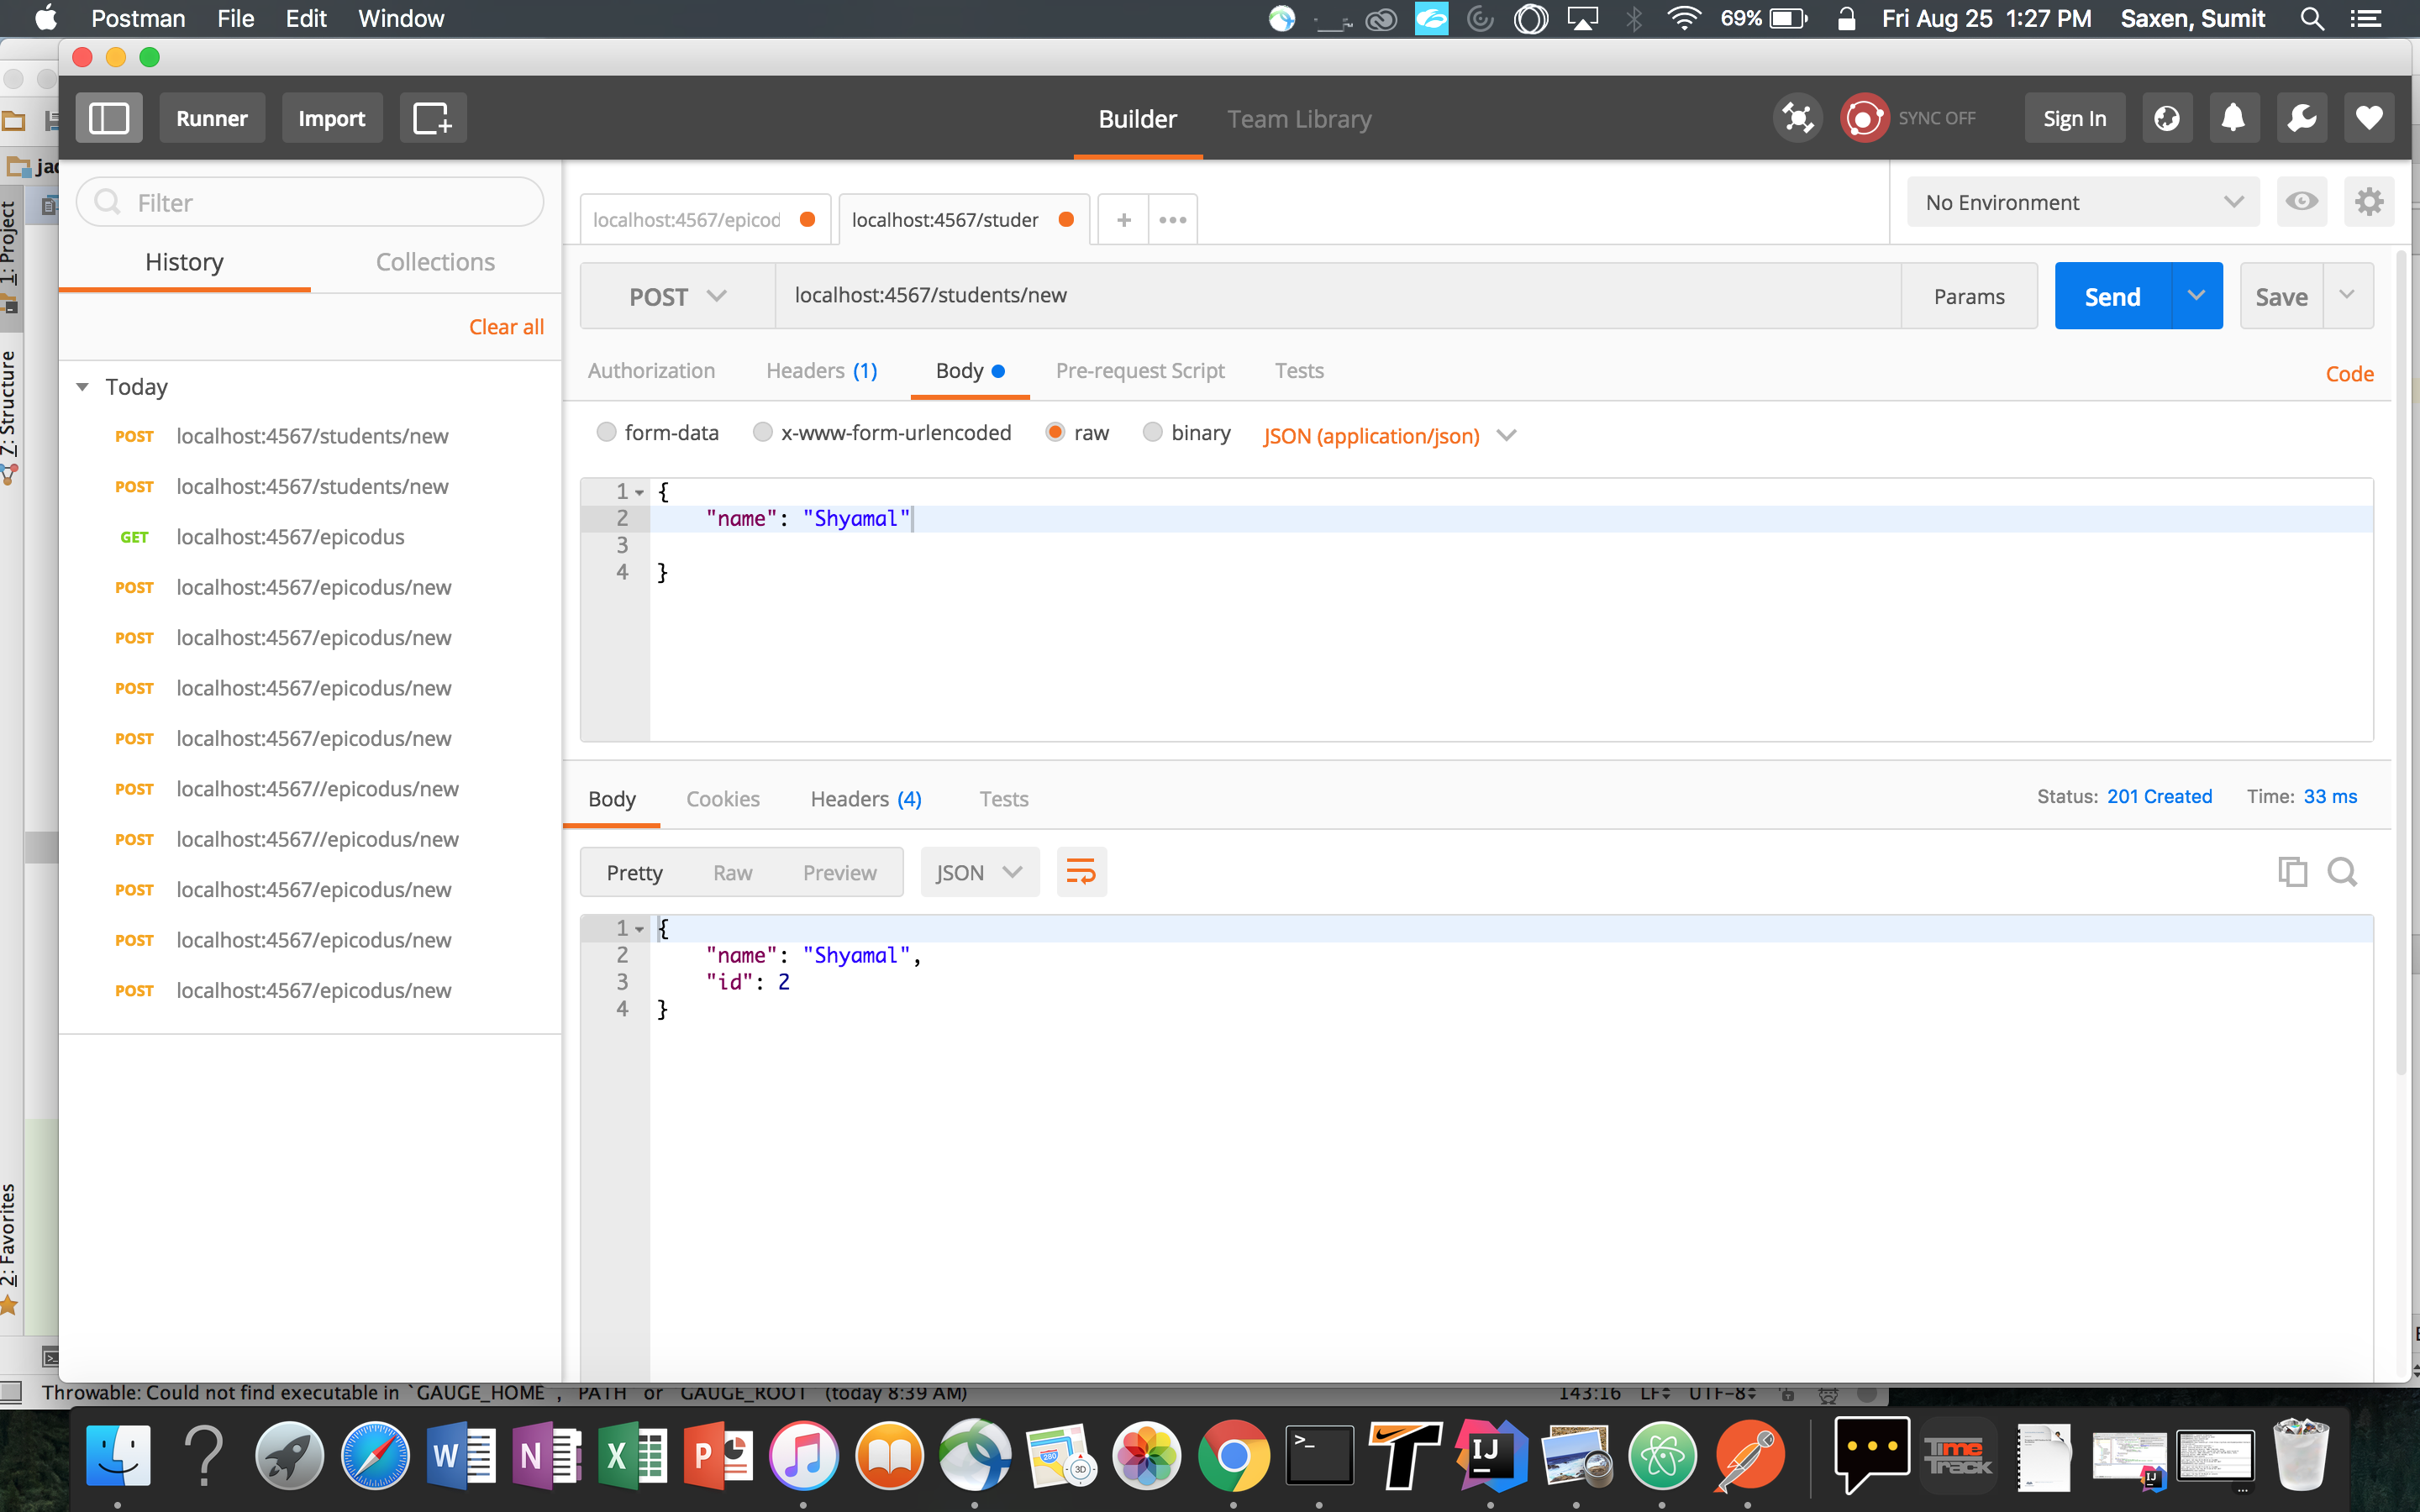 Postman File Edit Window 69% Fri Aug 25 1:27 PM Saxen, Sumit
Runner Import Builder Team Library SYNC OFF Sign In
Filter
localhost:4567/epicod localhost:4567/studer + No Environment
History Collections
POST localhost:4567/students/new Params Send Save
Clear all
Authorization Headers (1) Body Pre-request Script Tests Code
Today
form-data x-www-form-urlencoded raw binary JSON (application/json)
POST localhost:4567/students/new
POST localhost:4567/students/new
GET localhost:4567/epicodus
POST localhost:4567/epicodus/new
POST localhost:4567/epicodus/new
POST localhost:4567/epicodus/new
POST localhost:4567/epicodus/new
POST localhost:4567//epicodus/new
POST localhost:4567//epicodus/new
POST localhost:4567/epicodus/new
POST localhost:4567/epicodus/new
POST localhost:4567/epicodus/new
1 {
2 "name": "Shyamal"
3
4 }
Body Cookies Headers (4) Tests Status: 201 Created Time: 33 ms
Pretty Raw Preview JSON
1 {
2 "name": "Shyamal",
3 "id": 2
4 }
1: Project
7: Structure
2: Favorites
Throwable: Could not find executable in `GAUGE_HOME`, `PATH` or `GAUGE_ROOT` (today 8:39 AM) 143:16 LF UTF-8
W N X P 280 3D >_ T IJ Time Track